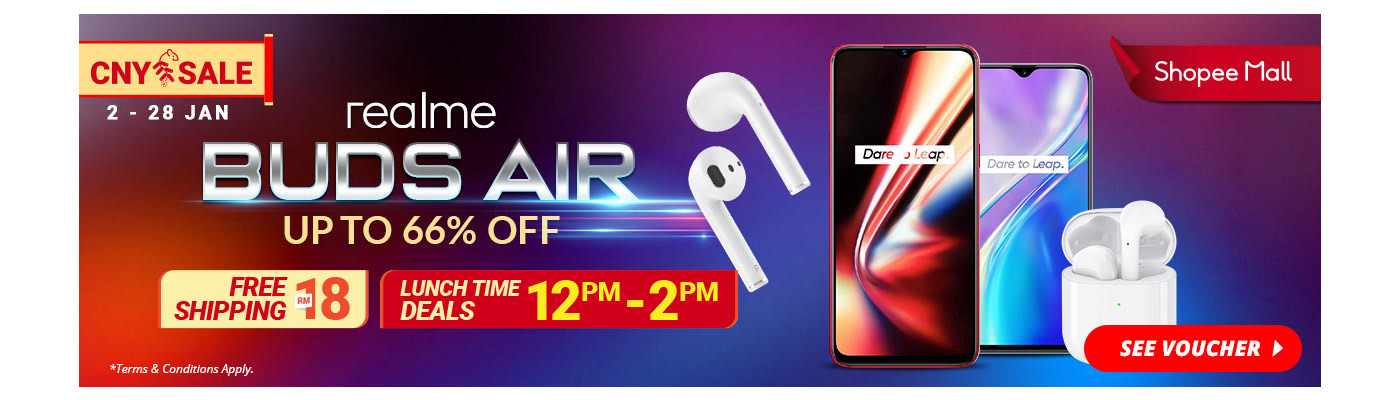 CNY SALE
2 - 28 JAN
realme
BUDS AIR
UP TO 66% OFF
FREE
SHIPPING RM18
LUNCH TIME
DEALS 12PM - 2PM
*Terms & Conditions Apply.
Dare to Leap.
Dare to Leap.
Shopee Mall
SEE VOUCHER